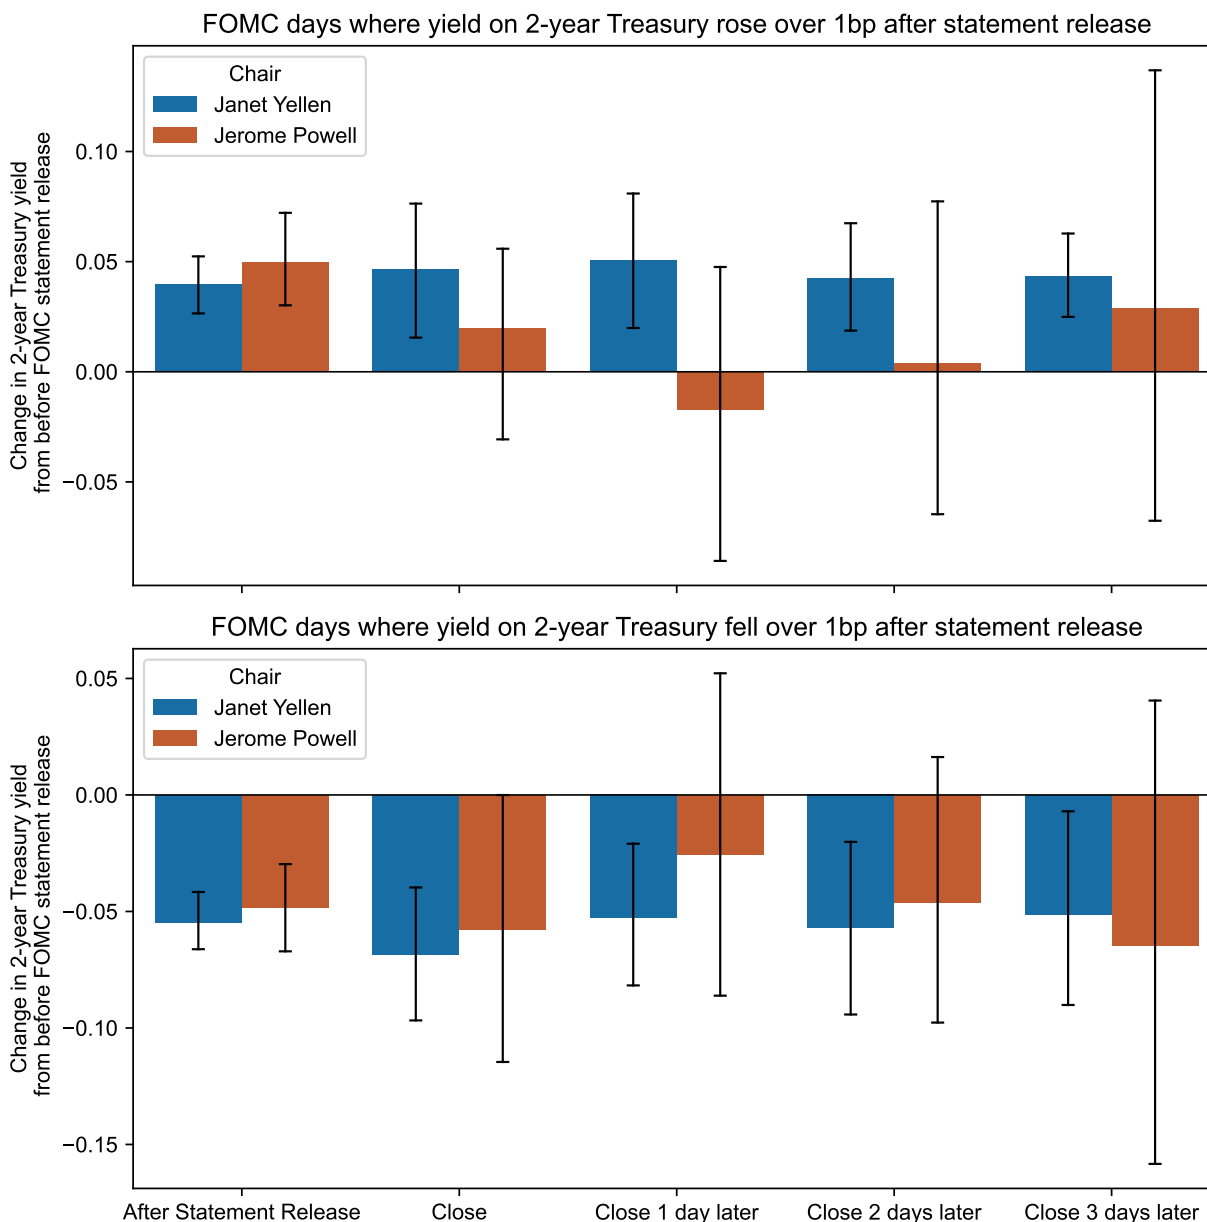 FOMC days where yield on 2-year Treasury rose over 1bp after statement release
Chair
Janet Yellen
Jerome Powell
Change in 2-year Treasury yield
from before FOMC statement release
0.10
0.05
0.00
−0.05
FOMC days where yield on 2-year Treasury fell over 1bp after statement release
Chair
Janet Yellen
Jerome Powell
Change in 2-year Treasury yield
from before FOMC statement release
0.05
0.00
−0.05
−0.10
−0.15
After Statement Release
Close
Close 1 day later
Close 2 days later
Close 3 days later